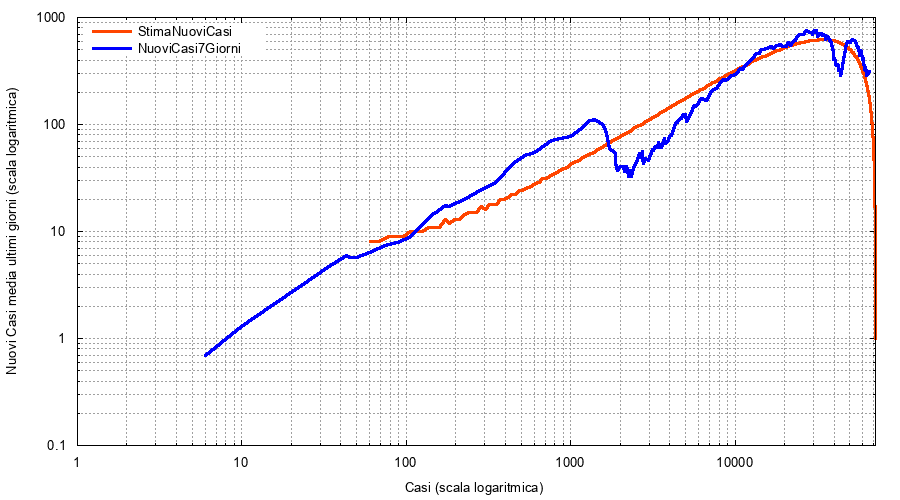 1000
100
10
1
0.1
Nuovi Casi media ultimi giorni (scala logaritmica)
StimaNuoviCasi
NuoviCasi7Giorni
1
10
100
1000
10000
Casi (scala logaritmica)